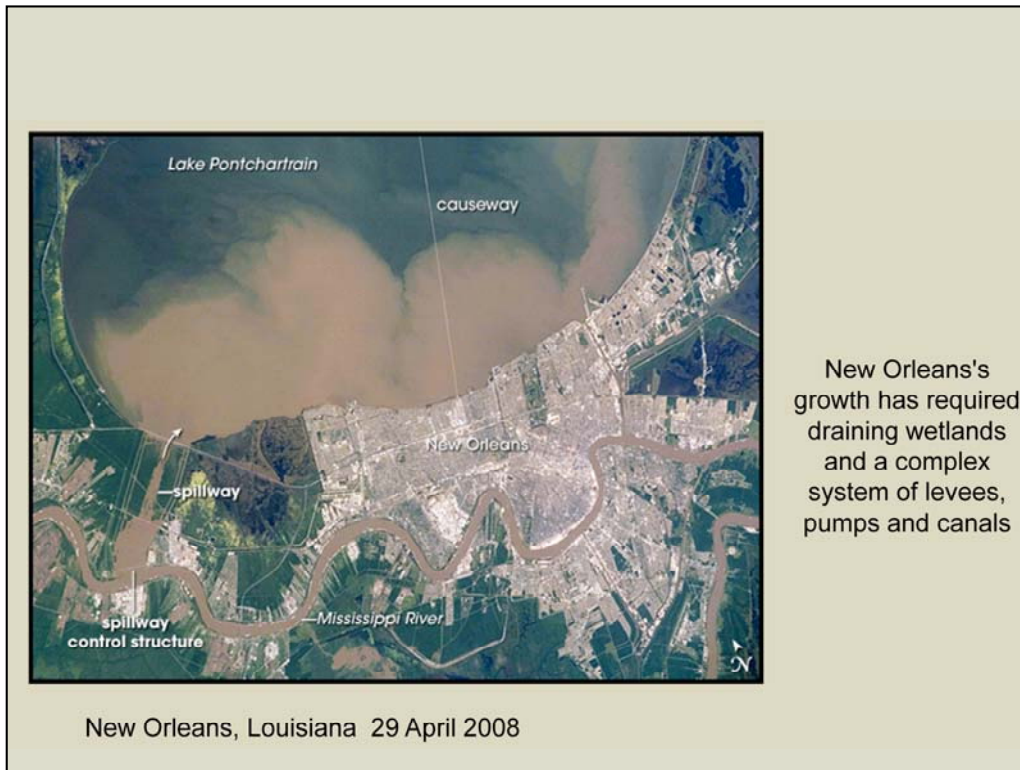 Lake Pontchartrain
causeway
New Orleans
spillway
Mississippi River
spillway
control structure
N
New Orleans's
growth has required
draining wetlands
and a complex
system of levees,
pumps and canals
New Orleans, Louisiana 29 April 2008